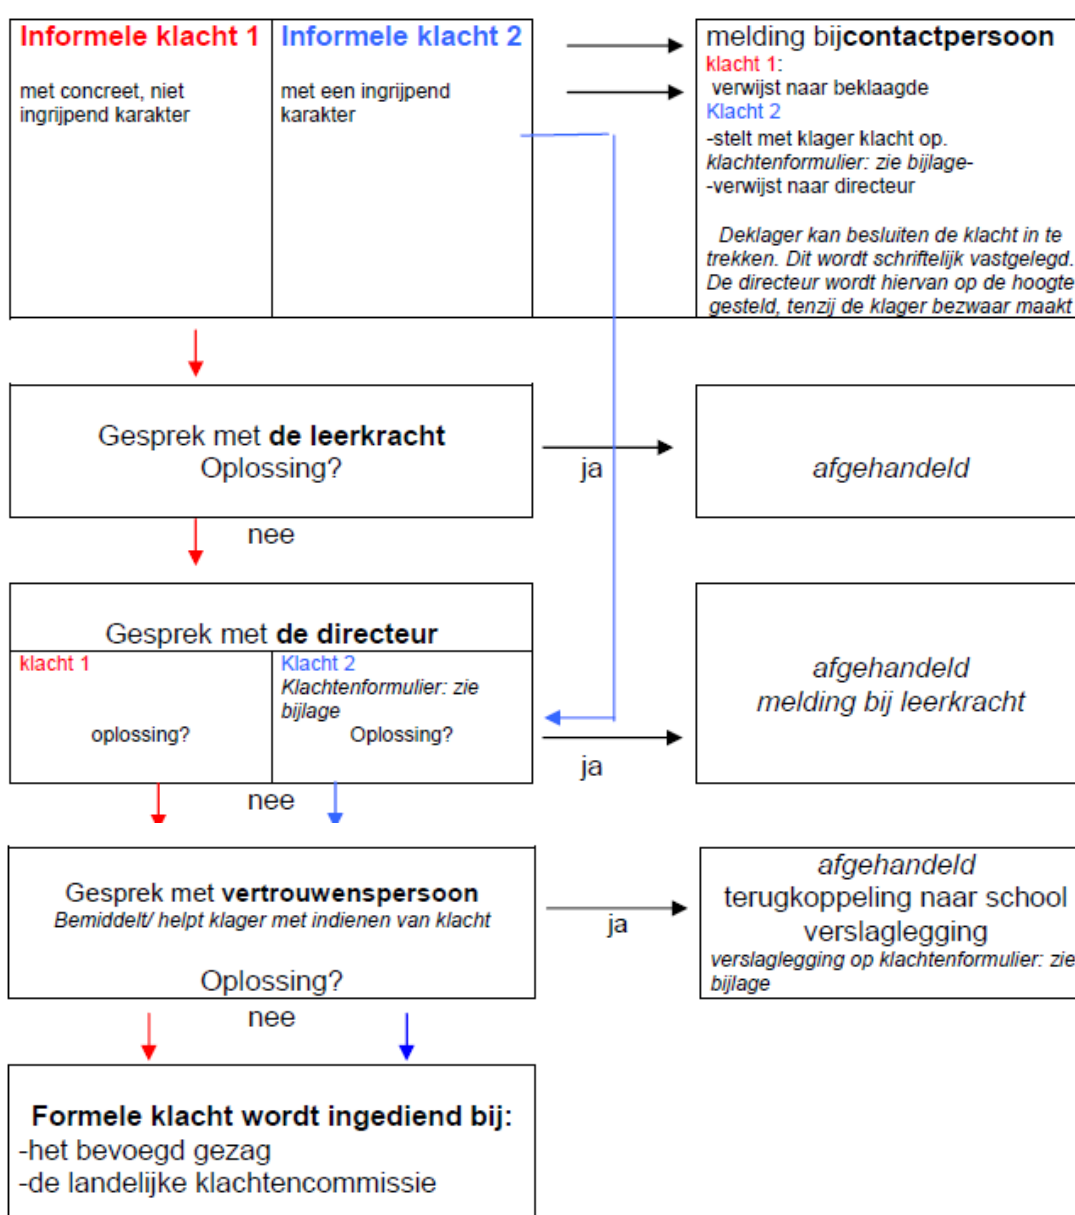 Informele klacht 1
met concreet, niet
ingrijpend karakter
Informele klacht 2
met een ingrijpend
karakter
melding bijcontactpersoon
klacht 1:
verwijst naar beklaagde
Klacht 2
-stelt met klager klacht op.
klachtenformulier: zie bijlage-
-verwijst naar directeur
Deklager kan besluiten de klacht in te
trekken. Dit wordt schriftelijk vastgelegd.
De directeur wordt hiervan op de hoogte
gesteld, tenzij de klager bezwaar maakt
Gesprek met de leerkracht
Oplossing?
ja
afgehandeld
nee
Gesprek met de directeur
klacht 1
oplossing?
Klacht 2
Klachtenformulier: zie
bijlage
Oplossing?
ja
afgehandeld
melding bij leerkracht
nee
Gesprek met vertrouwenspersoon
Bemiddelt/ helpt klager met indienen van klacht
Oplossing?
ja
afgehandeld
terugkoppeling naar school
verslaglegging
verslaglegging op klachtenformulier: zie
bijlage
nee
Formele klacht wordt ingediend bij:
-het bevoegd gezag
-de landelijke klachtencommissie